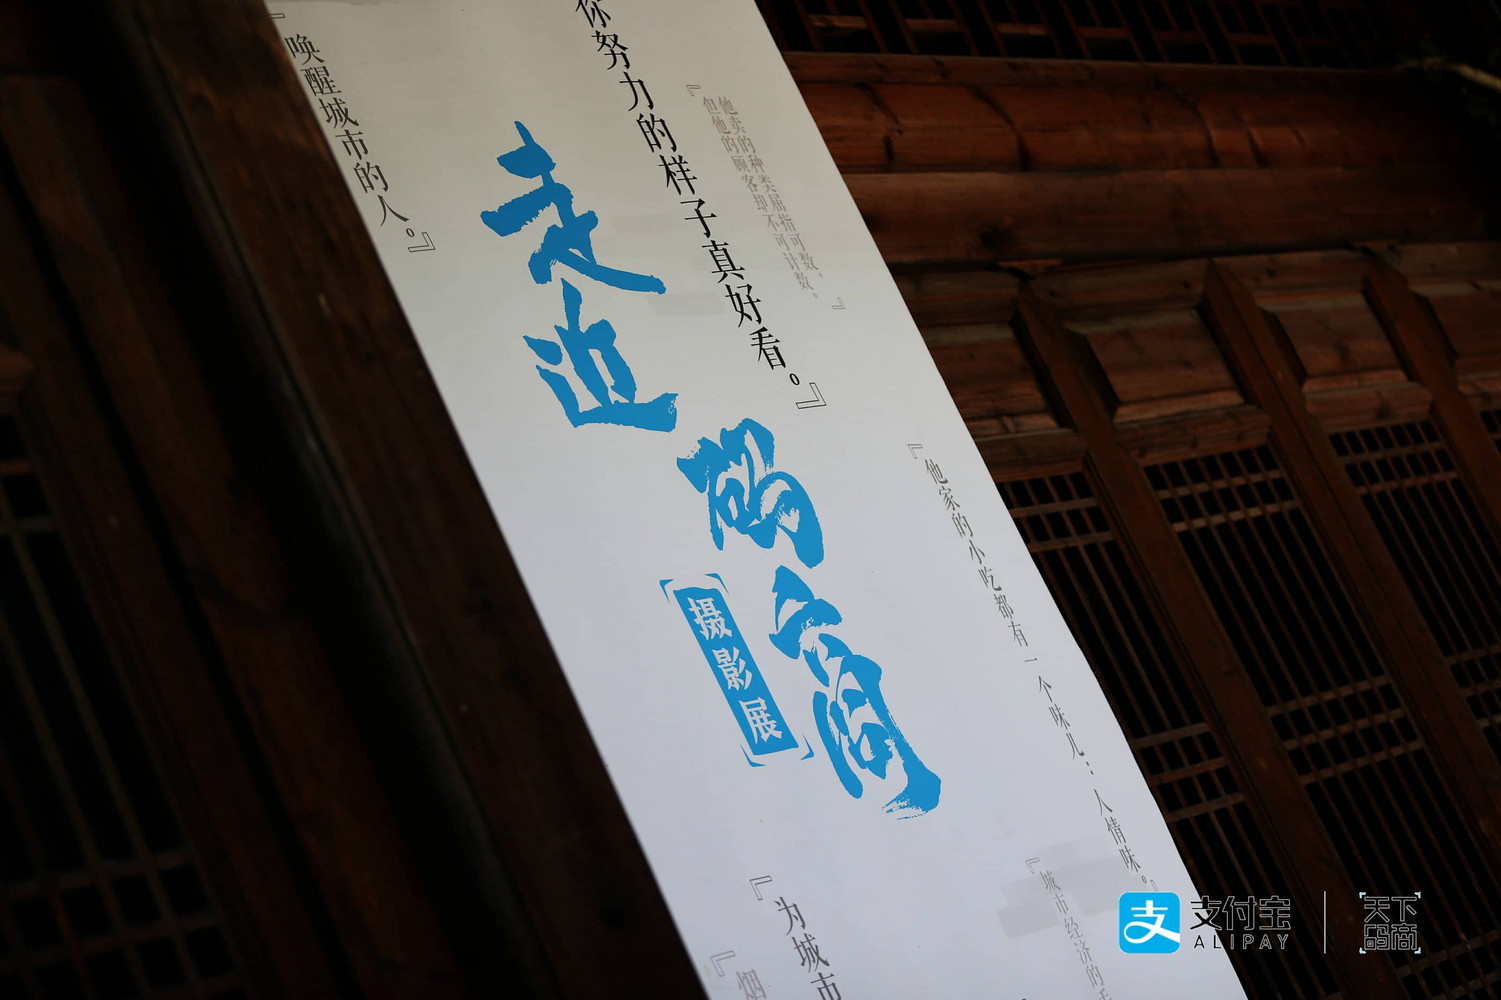 『唤醒城市的人。』
你努力的样子真好看。』
『他卖的种类屈指可数，
但他的顾客却不可计数。』
走近码商
摄影展
『他家的小吃都有一个味儿：人情味。』
『为城市
『烟
『城市经济的
支 支付宝
ALIPAY
天下
码商